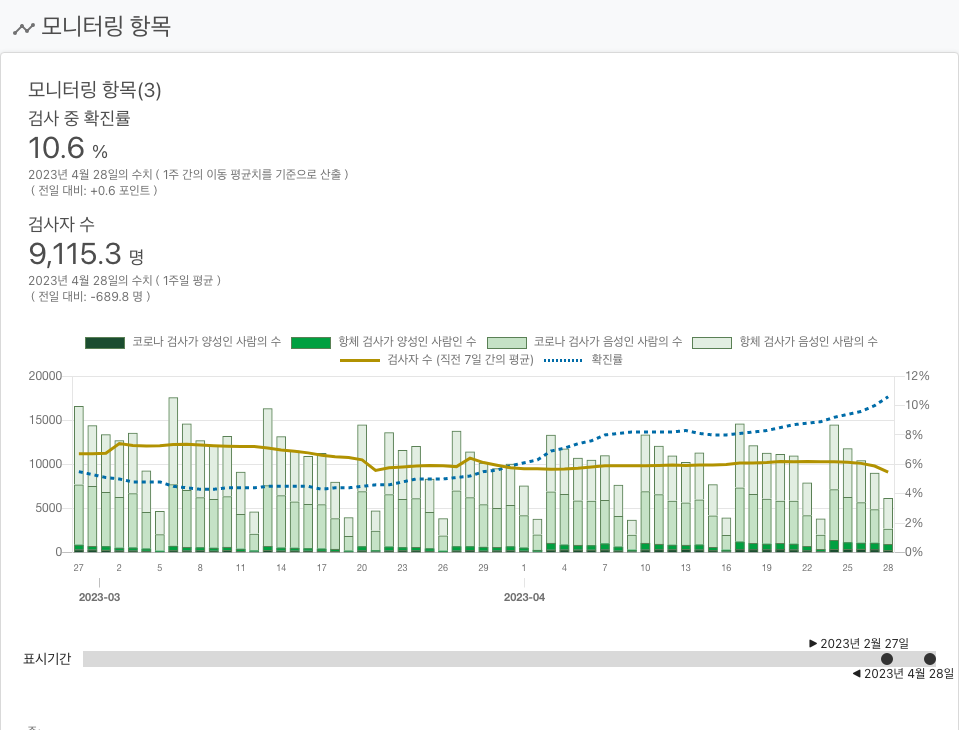 모니터링 항목
모니터링 항목(3)
검사 중 확진률
10.6 %
2023년 4월 28일의 수치 ( 1주 간의 이동 평균치를 기준으로 산출 )
( 전일 대비: +0.6 포인트 )
검사자 수
9,115.3 명
2023년 4월 28일의 수치 ( 1주일 평균 )
( 전일 대비: -689.8 명 )
코로나 검사가 양성인 사람의 수 항체 검사가 양성인 사람인 수 코로나 검사가 음성인 사람의 수 항체 검사가 음성인 사람의 수
검사자 수 (직전 7일 간의 평균) 확진률
20000 12%
10%
15000
8%
10000 6%
4%
5000
2%
0 0%
27 2 5 8 11 14 17 20 23 26 29 1 4 7 10 13 16 19 22 25 28
2023-03 2023-04
▶ 2023년 2월 27일
표시기간
◀ 2023년 4월 28일